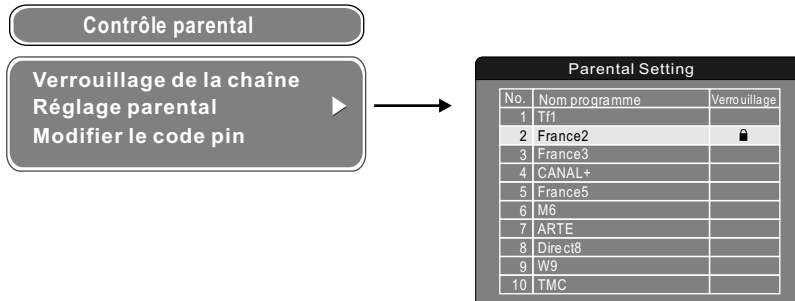 Contrôle parental
Verrouillage de la chaîne
Réglage parental
Modifier le code pin
Parental Setting
No. Nom programme Verrouillage
1 Tf1
2 France2
3 France3
4 CANAL+
5 France5
6 M6
7 ARTE
8 Direct8
9 W9
10 TMC